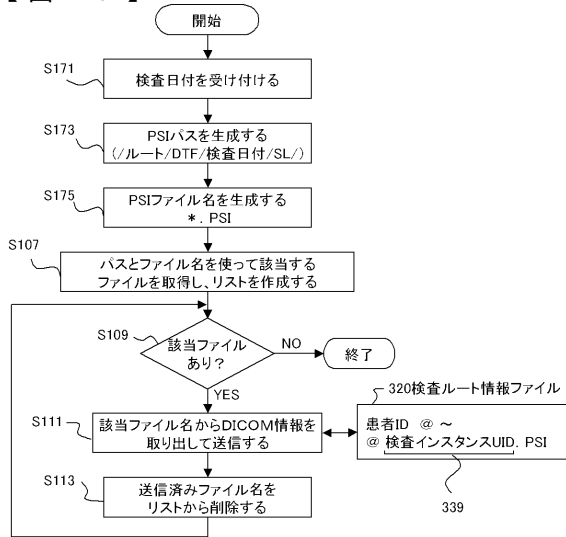 開始
S171
検査日付を受け付ける
S173
PSIパスを生成する
(/ルート/DTF/検査日付/SL/)
S175
PSIファイル名を生成する
*. PSI
S107
パスとファイル名を使って該当する
ファイルを取得し、リストを作成する
S109
該当ファイル
あり?
NO
終了
YES
320検査ルート情報ファイル
S111
該当ファイル名からDICOM情報を
取り出して送信する
患者ID @ ~
@ 検査インスタンスUID. PSI
339
S113
送信済みファイル名を
リストから削除する